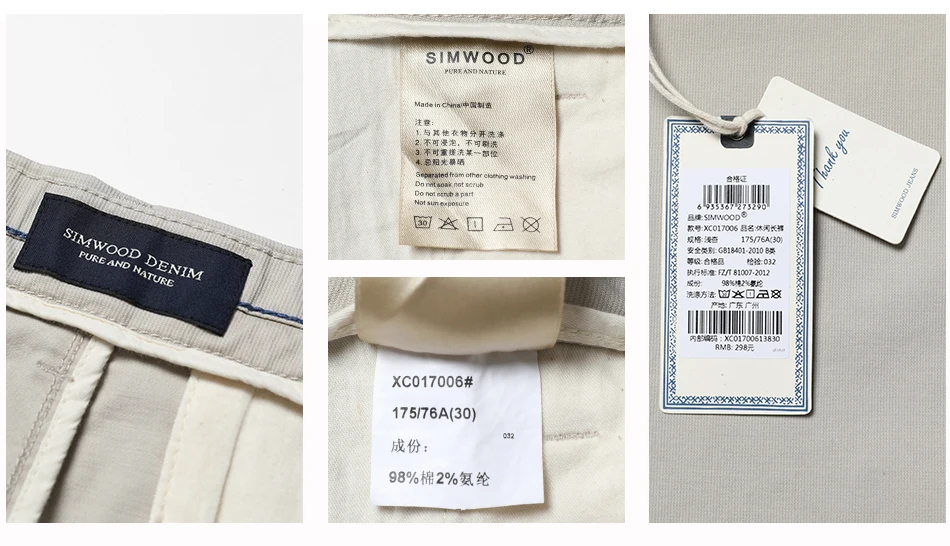 SIMWOOD DENIM
PURE AND NATURE
SIMWOOD®
PURE AND NATURE
Made in China/中国制造
注意:
1. 与其他衣物分开洗涤
2. 不可浸泡, 不可刷洗
3. 不可重搓洗某一部位
4. 忌阳光暴晒
Separated from other clothing washing
Do not soak not scrub
Do not scrub a part
Not sun exposure
30
XC017006#
175/76A(30)
032
成份:
98%棉2%氨纶
Thank you
SIMWOOD JEANS
合格证
6 935367 273290
品牌: SIMWOOD®
款号: XC017006 品名: 休闲长裤
规格: 浅杏 175/76A(30)
安全类别: GB18401-2010 B类
等级: 合格品 检验: 032
执行标准: FZ/T 81007-2012
成份: 98%棉2%氨纶
洗涤方法:
产地: 广东 广州
内部编码: XC01700613830
RMB: 298元